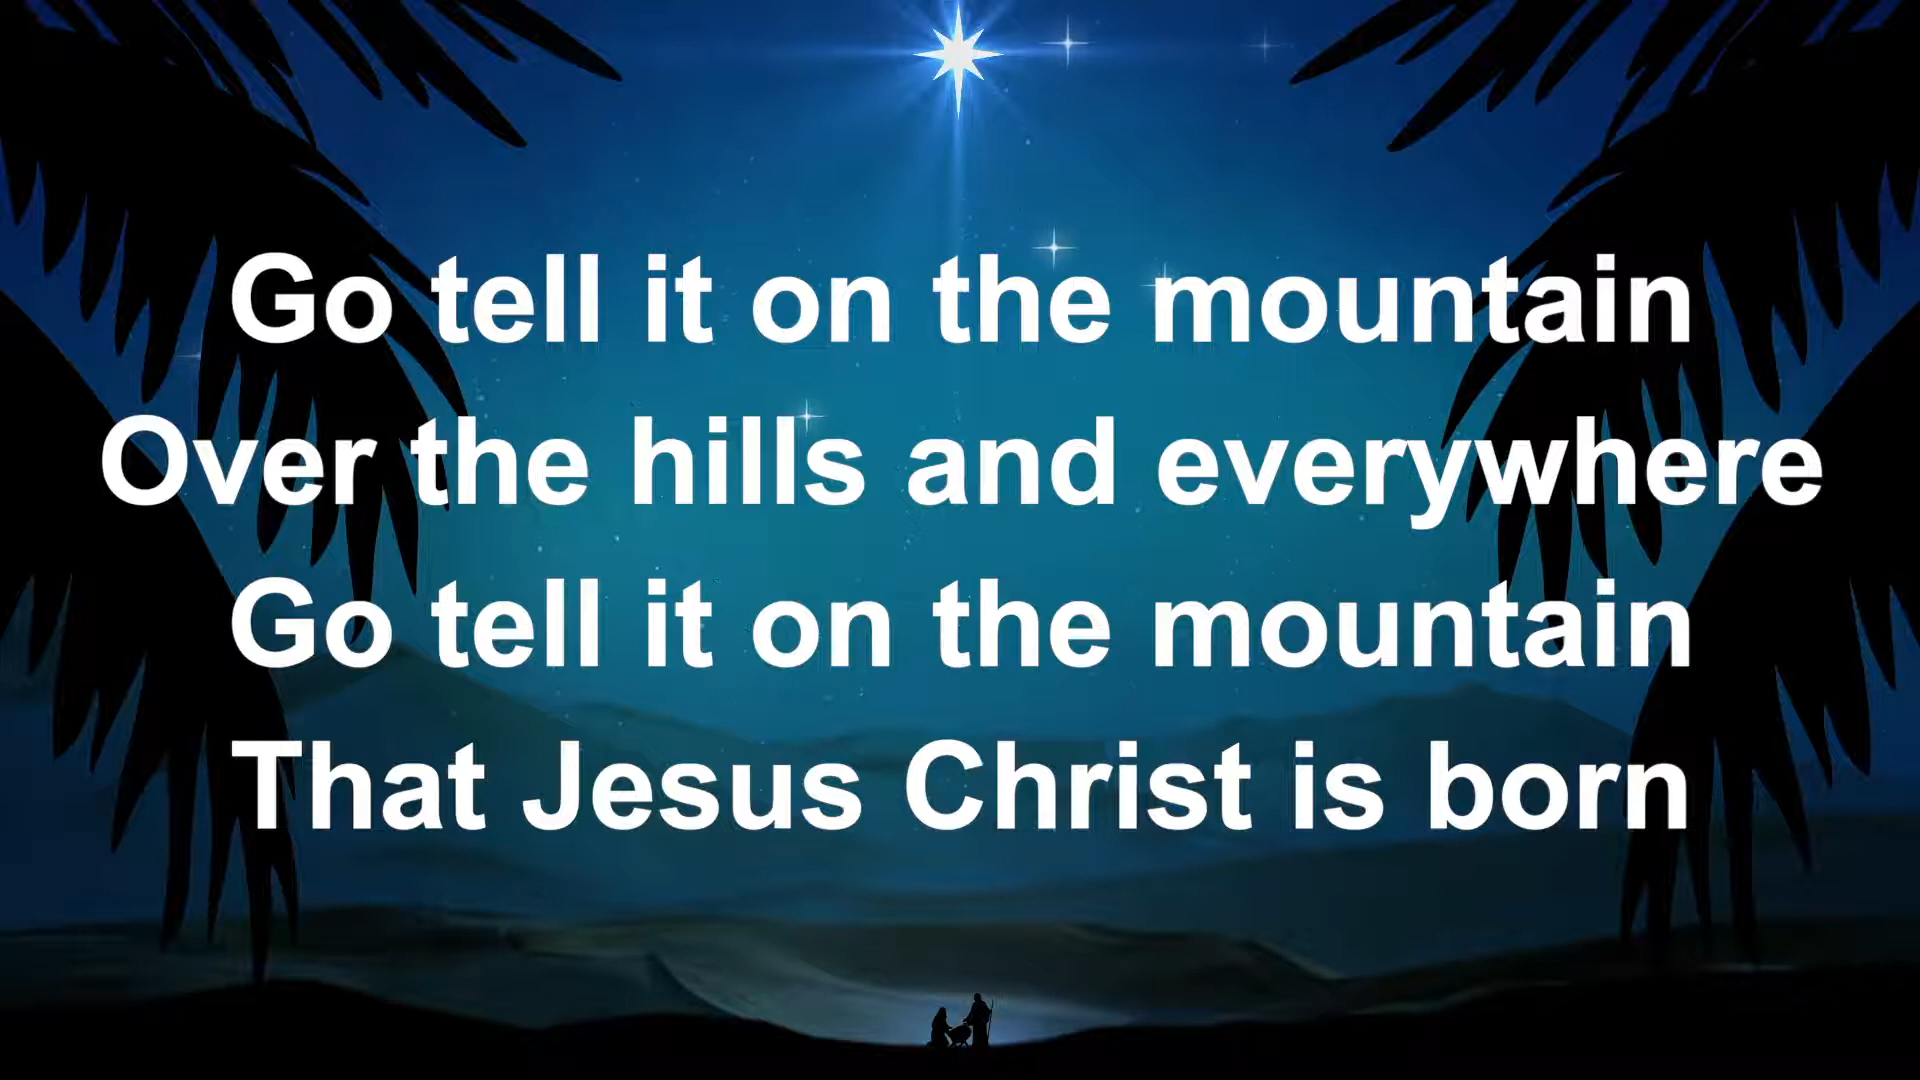 Go tell it on the mountain
Over the hills and everywhere
Go tell it on the mountain
That Jesus Christ is born